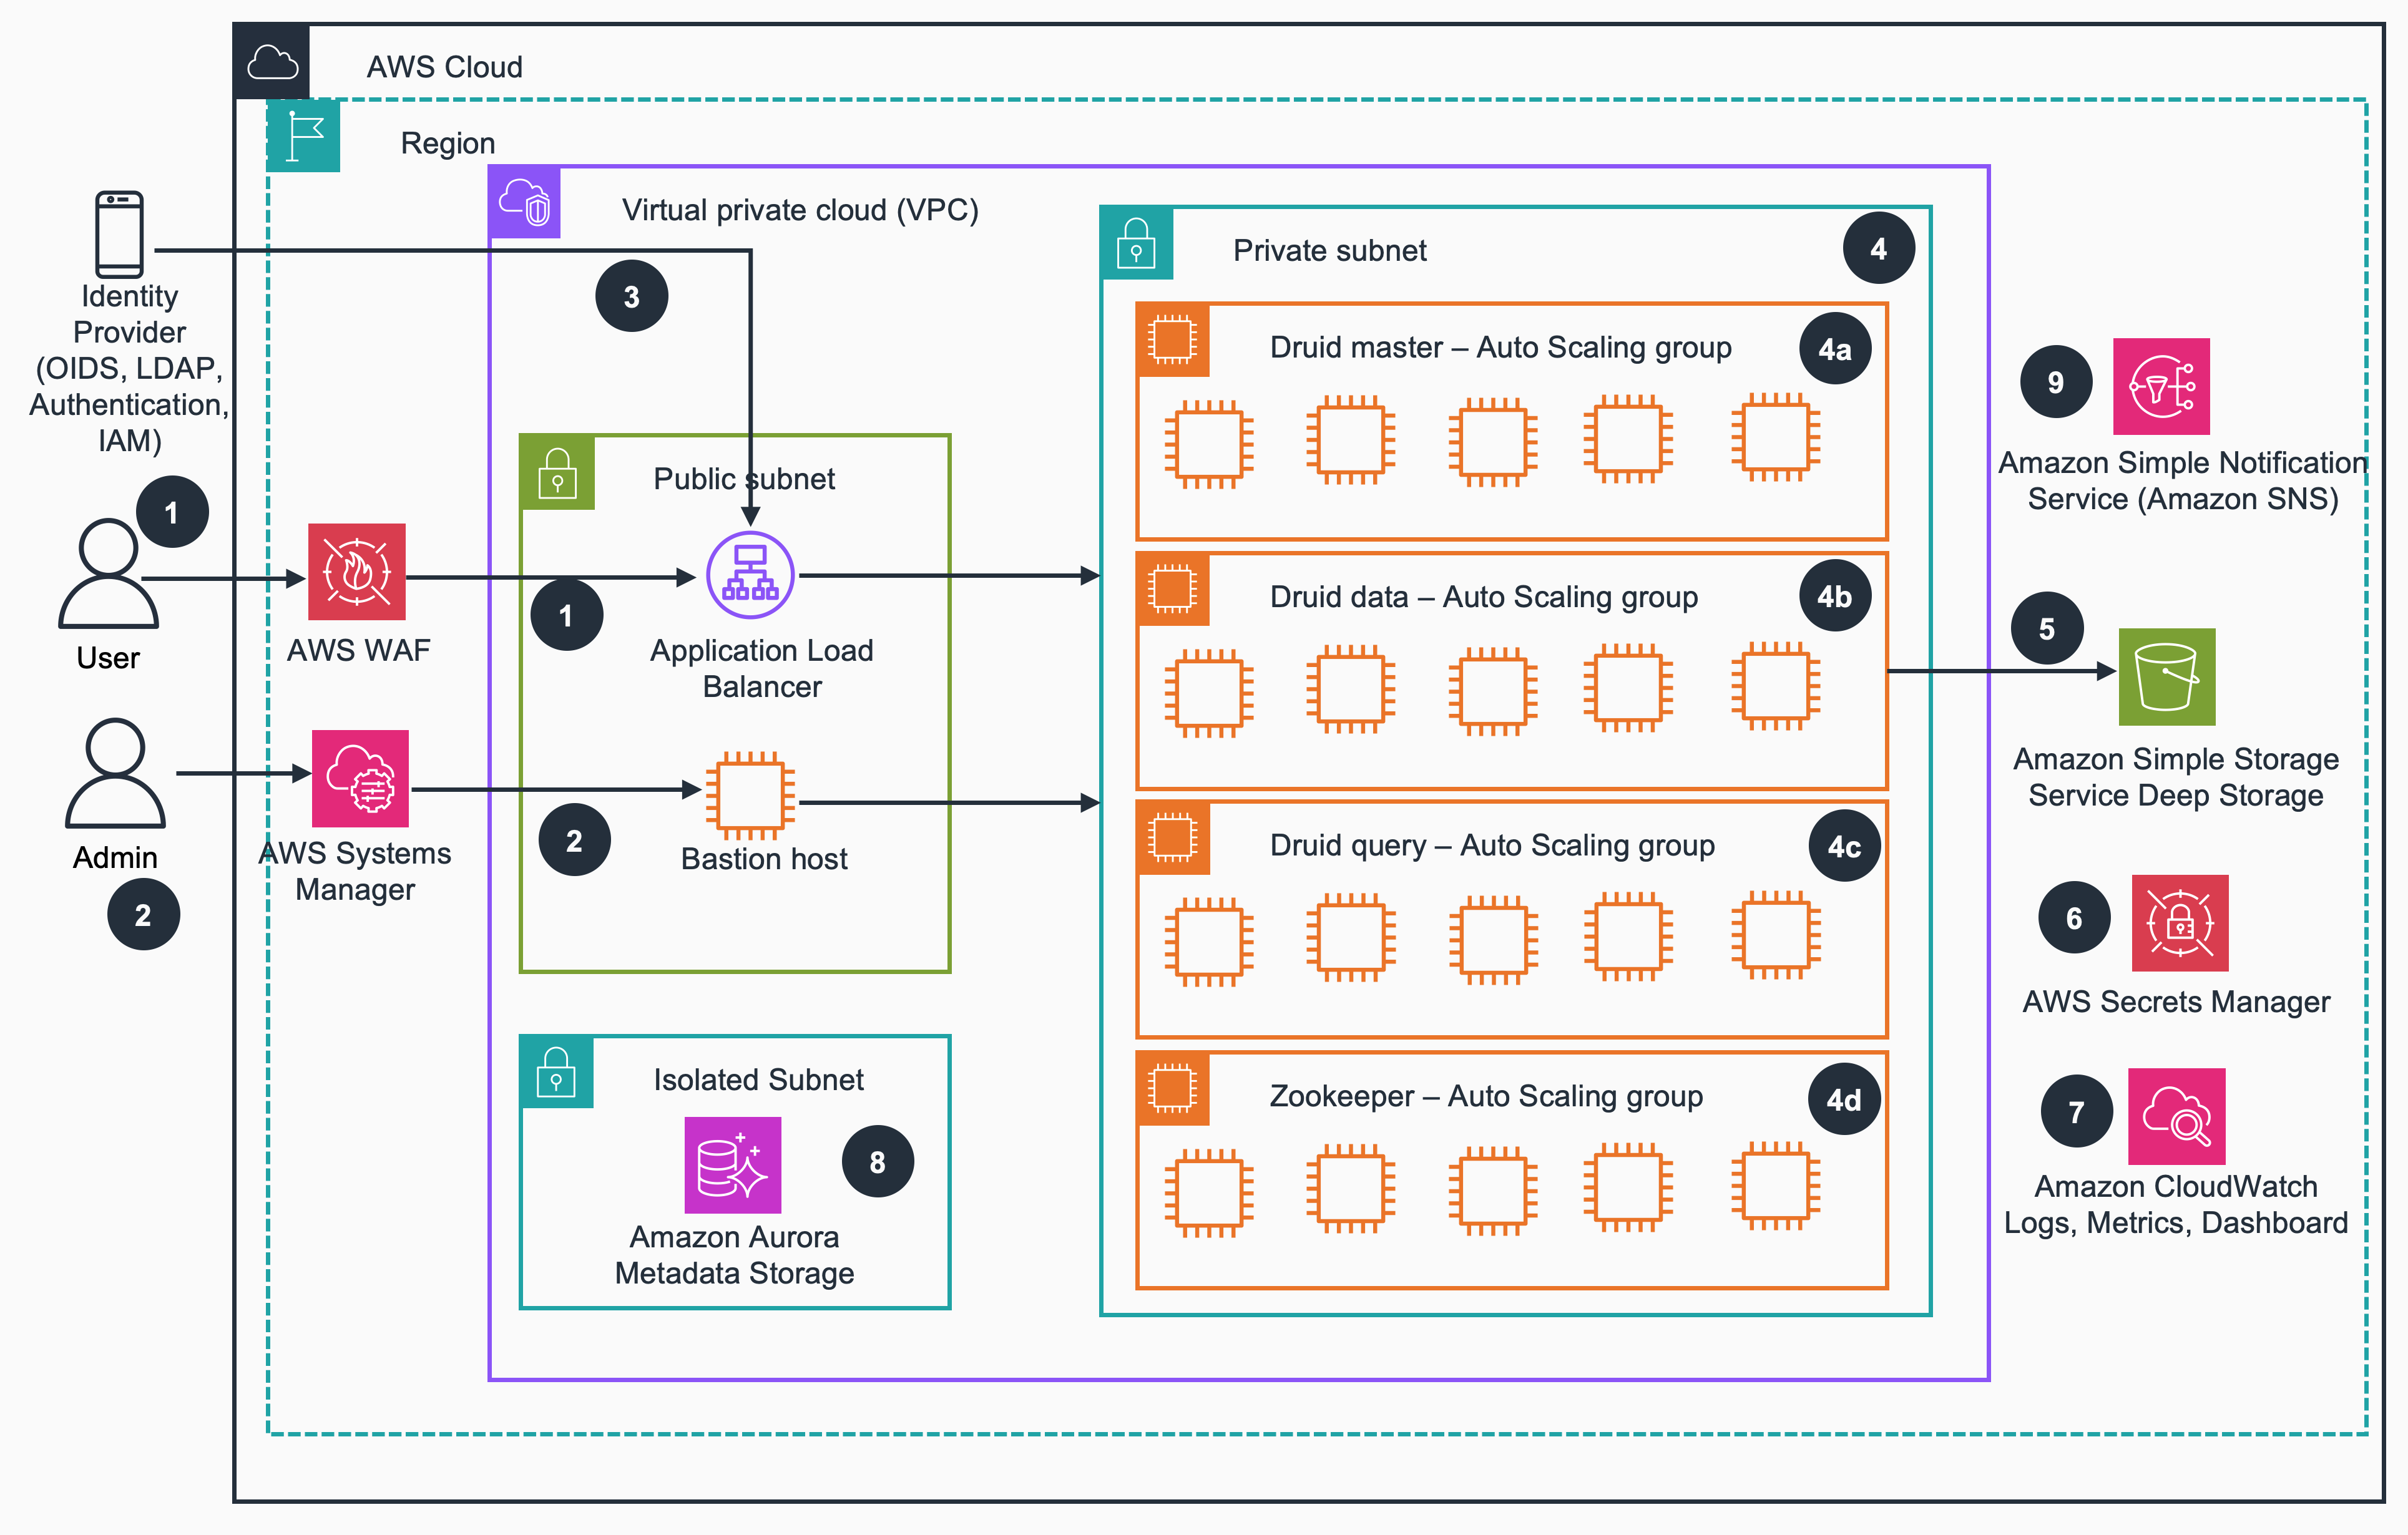 AWS Cloud
Region
Virtual private cloud (VPC)
Identity
Provider
(OIDS, LDAP,
Authentication,
IAM)
3
1
User
AWS WAF
1
Admin
2
AWS Systems
Manager
2
Public subnet
Application Load
Balancer
Bastion host
Isolated Subnet
8
Amazon Aurora
Metadata Storage
Private subnet
4
Druid master – Auto Scaling group
4a
Druid data – Auto Scaling group
4b
Druid query – Auto Scaling group
4c
Zookeeper – Auto Scaling group
4d
9
Amazon Simple Notification
Service (Amazon SNS)
5
Amazon Simple Storage
Service Deep Storage
6
AWS Secrets Manager
7
Amazon CloudWatch
Logs, Metrics, Dashboard